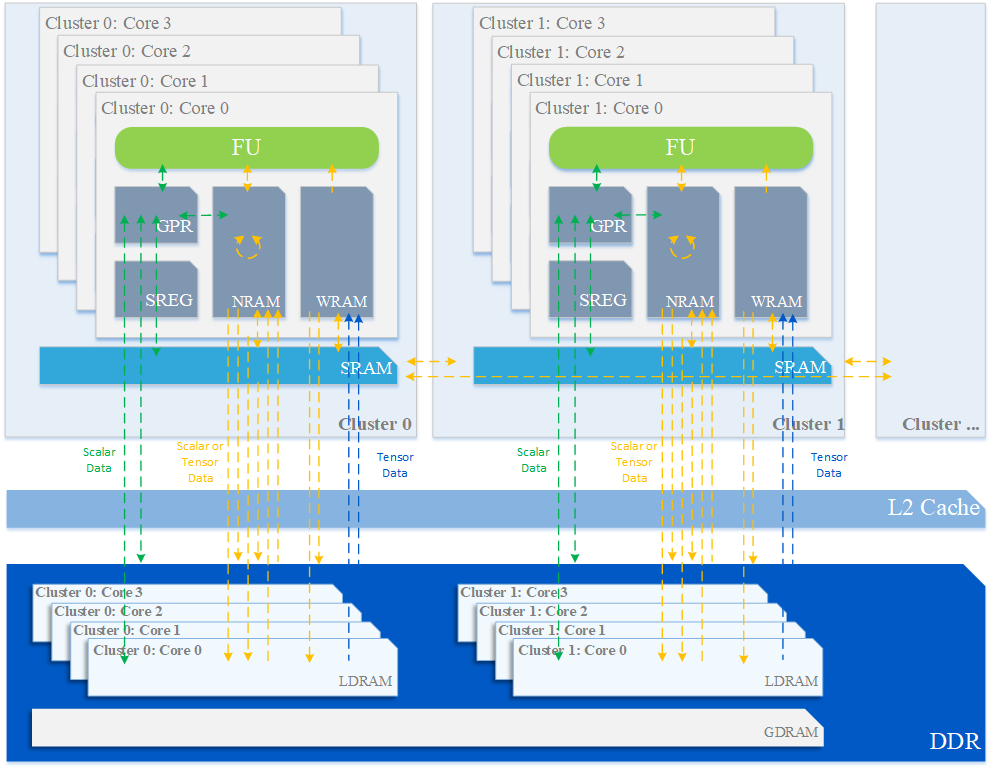 Cluster 0: Core 3
Cluster 0: Core 2
Cluster 0: Core 1
Cluster 0: Core 0
FU
GPR
SREG
NRAM
WRAM
SRAM
Cluster 0
Cluster 1: Core 3
Cluster 1: Core 2
Cluster 1: Core 1
Cluster 1: Core 0
FU
GPR
SREG
NRAM
WRAM
SRAM
Cluster 1
Cluster ...
Scalar
Data
Scalar or
Tensor
Data
Tensor
Data
Scalar
Data
Scalar or
Tensor
Data
Tensor
Data
L2 Cache
Cluster 0: Core 3
Cluster 0: Core 2
Cluster 0: Core 1
Cluster 0: Core 0
LDRAM
Cluster 1: Core 3
Cluster 1: Core 2
Cluster 1: Core 1
Cluster 1: Core 0
LDRAM
GDRAM
DDR